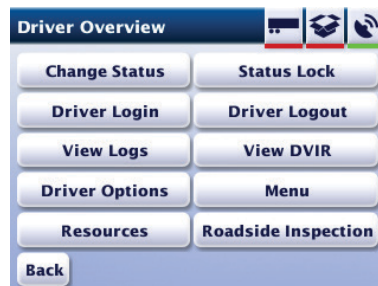 Driver Overview
Change Status
Status Lock
Driver Login
Driver Logout
View Logs
View DVIR
Driver Options
Menu
Resources
Roadside Inspection
Back